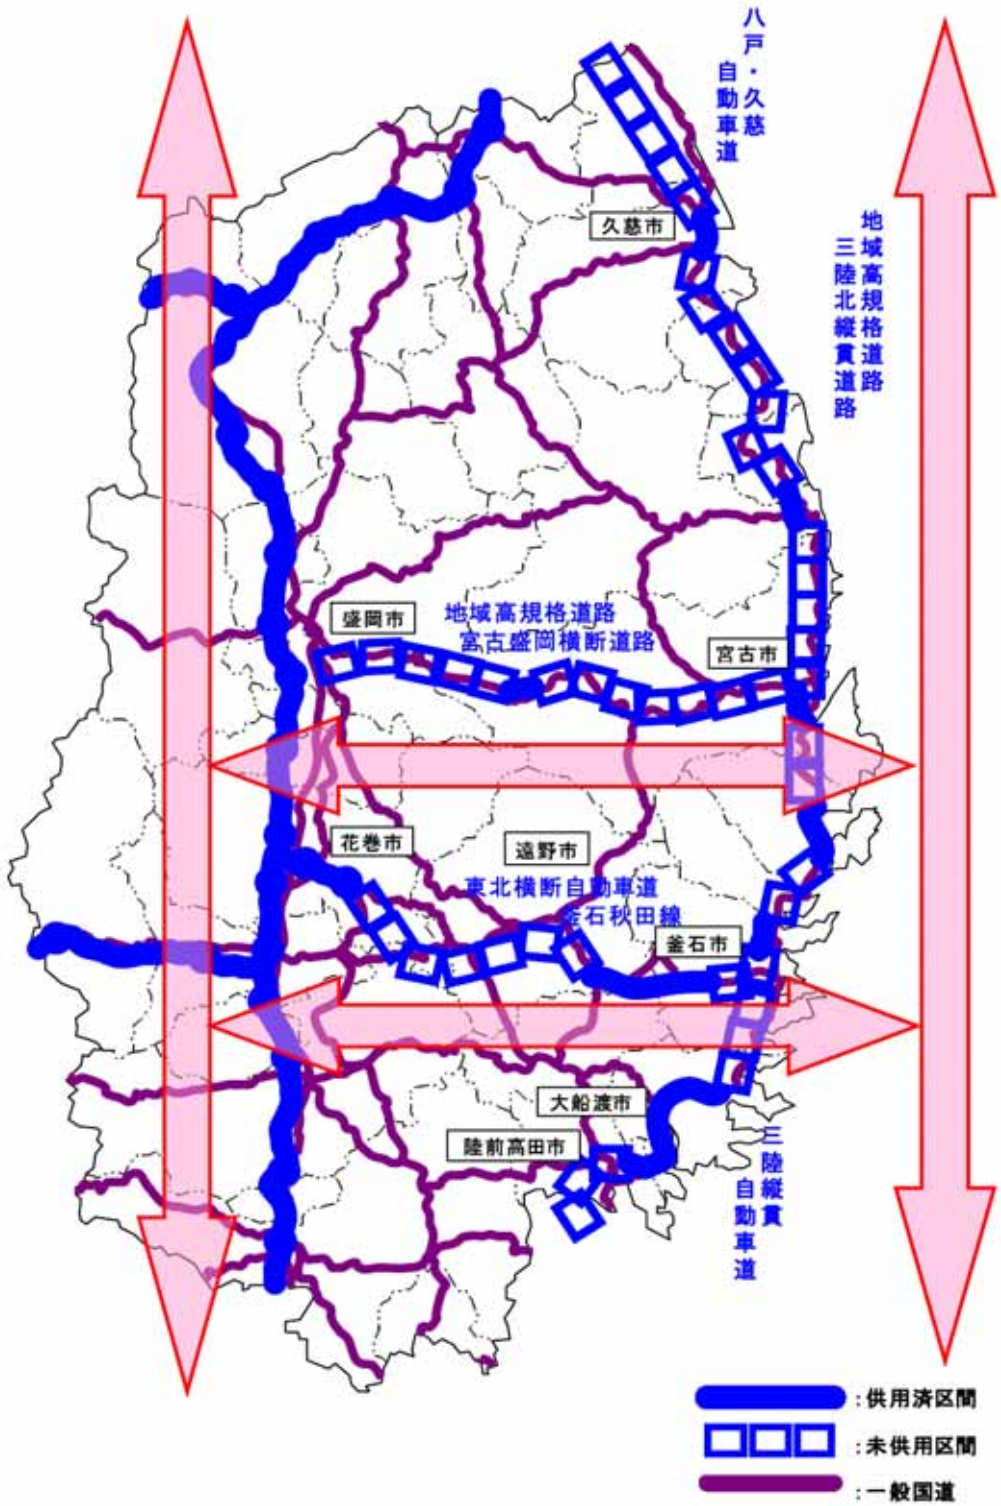 八戸・久慈
自動車道
久慈市
地域高規格道路
三陸北縦貫道路
盛岡市
地域高規格道路
宮古盛岡横断道路
宮古市
花巻市
遠野市
東北横断自動車道
釜石秋田線
釜石市
大船渡市
陸前高田市
三陸縦貫
自動車道
:供用済区間
:未供用区間
:一般国道